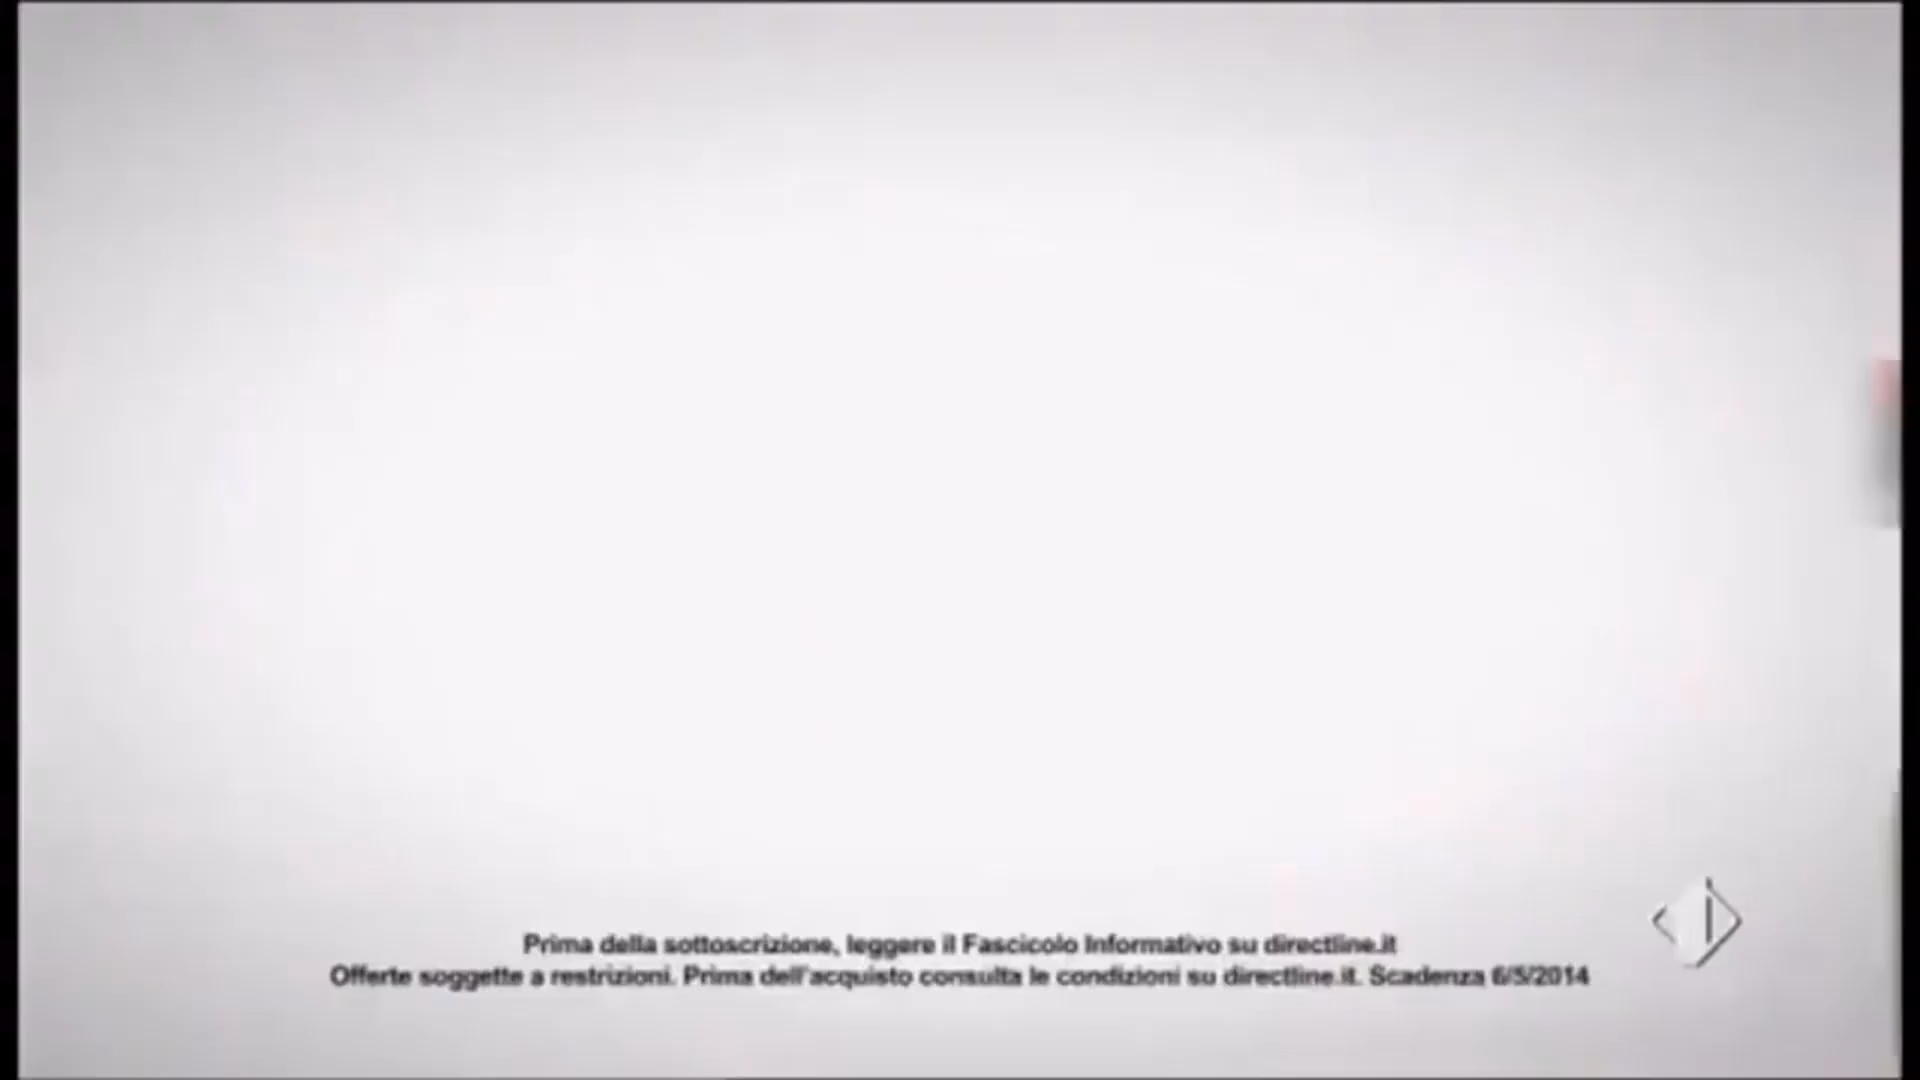 Prima della sottoscrizione, leggere il Fascicolo Informativo su directline.it
Offerte soggette a restrizioni. Prima dell'acquisto consulta le condizioni su directline.it. Scadenza 6/5/2014